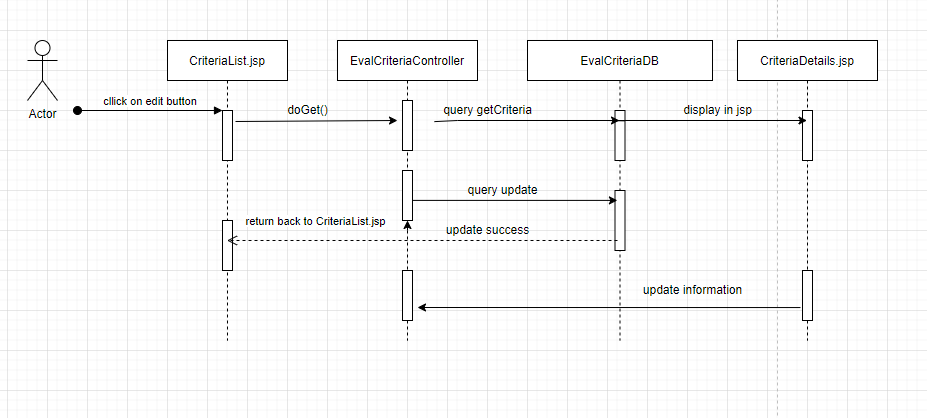 CriteriaList.jsp
EvalCriteriaController
EvalCriteriaDB
CriteriaDetails.jsp
Actor
cllick on edit button
doGet()
query getCriteria
display in jsp
query update
return back to CriteriaList.jsp
update success
update information